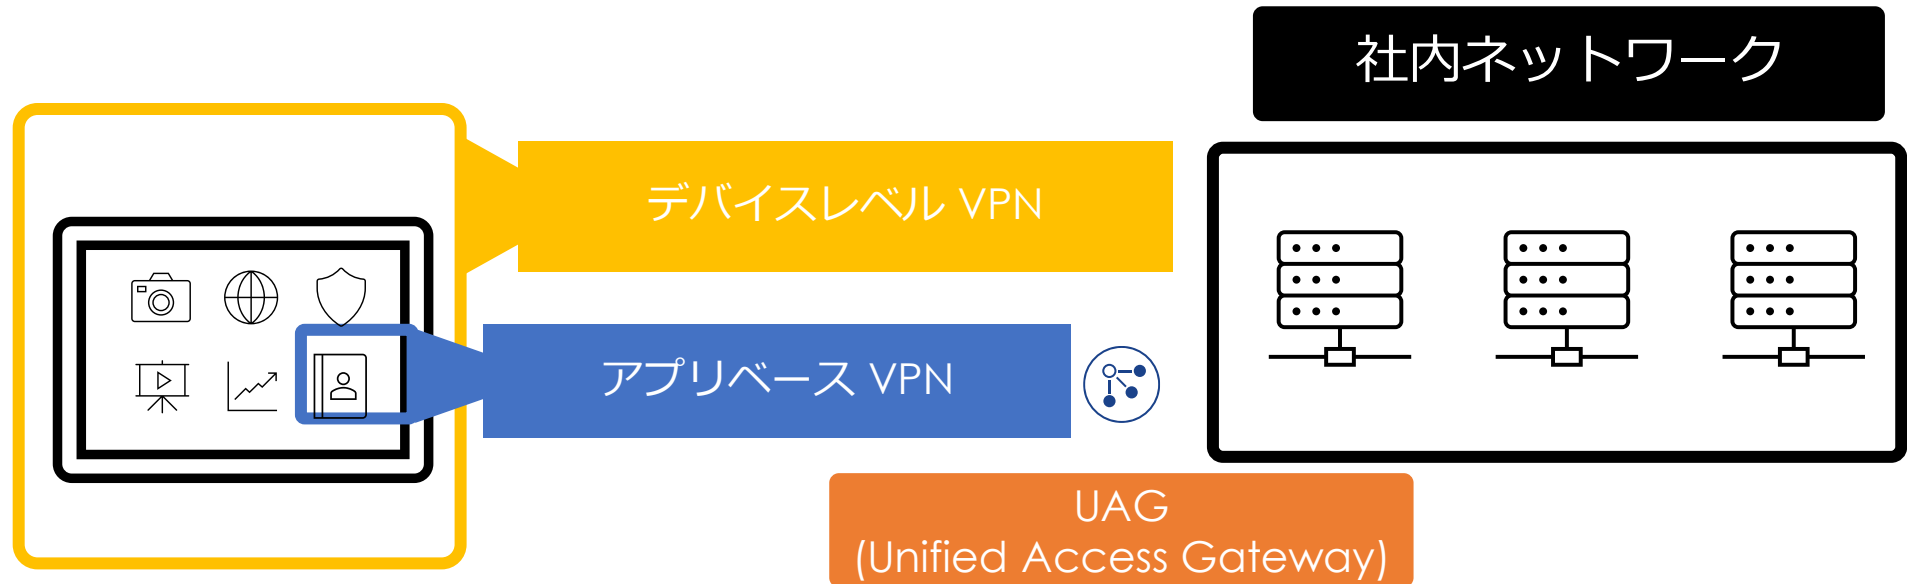 社内ネットワーク
デバイスレベル VPN
アプリベース VPN
UAG
(Unified Access Gateway)